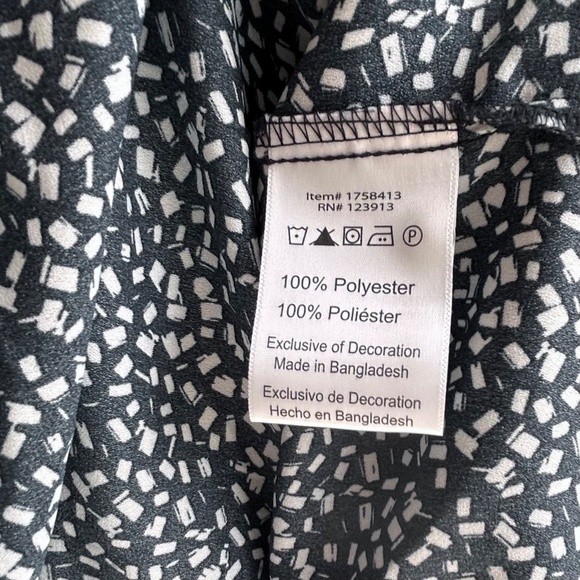 Item# 1758413
RN# 123913
P
100% Polyester
100% Poliéster
Exclusive of Decoration
Made in Bangladesh
Exclusivo de Decoration
Hecho en Bangladesh